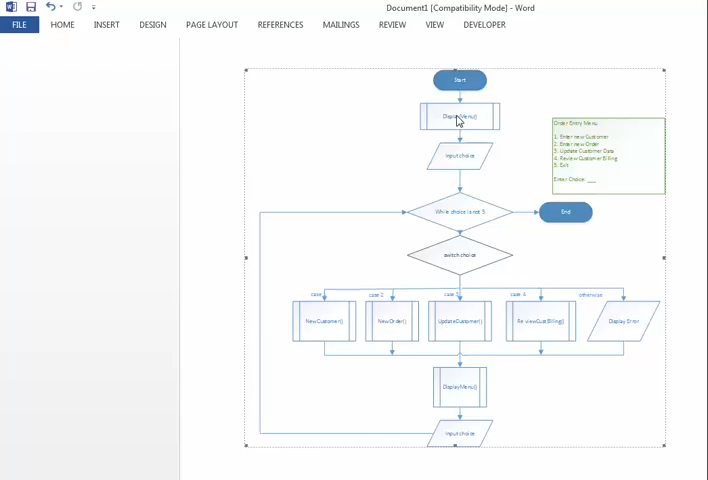 Document1 [Compatibility Mode] - Word
FILE HOME INSERT DESIGN PAGE LAYOUT REFERENCES MAILINGS REVIEW VIEW DEVELOPER
Start
DisplayMenu()
Input choice
Order Entry Menu
1. Enter new Customer
2. Enter new Order
3. Update Customer Data
4. Review Customer Billing
5. Exit
Enter Choice: ___
While choice is not 5
End
switch choice
case
case 2
case 3
case 4
otherwise
NewCustomer()
NewOrder()
UpdateCustomer()
ReviewCustBilling()
Display Error
DisplayMenu()
Input choice